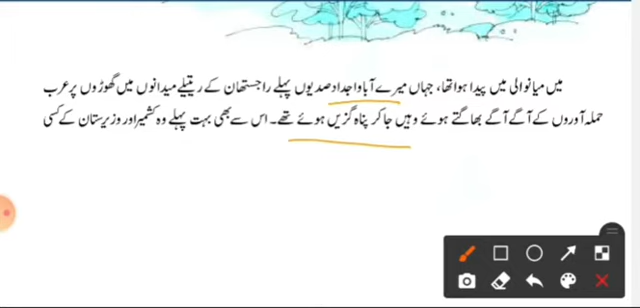 میں میانوالی میں پیدا ہوا تھا، جہاں میرے آباواجداد صدیوں پہلے راجستھان کے ریتیلے میدانوں میں گھوڑوں پر عرب
حملہ آوروں کے آگے آگے بھاگتے ہوئے وہیں جا کر پناہ گزیں ہوئے تھے۔ اس سے بھی بہت پہلے وہ کشمیر اور وزیرستان کے کسی